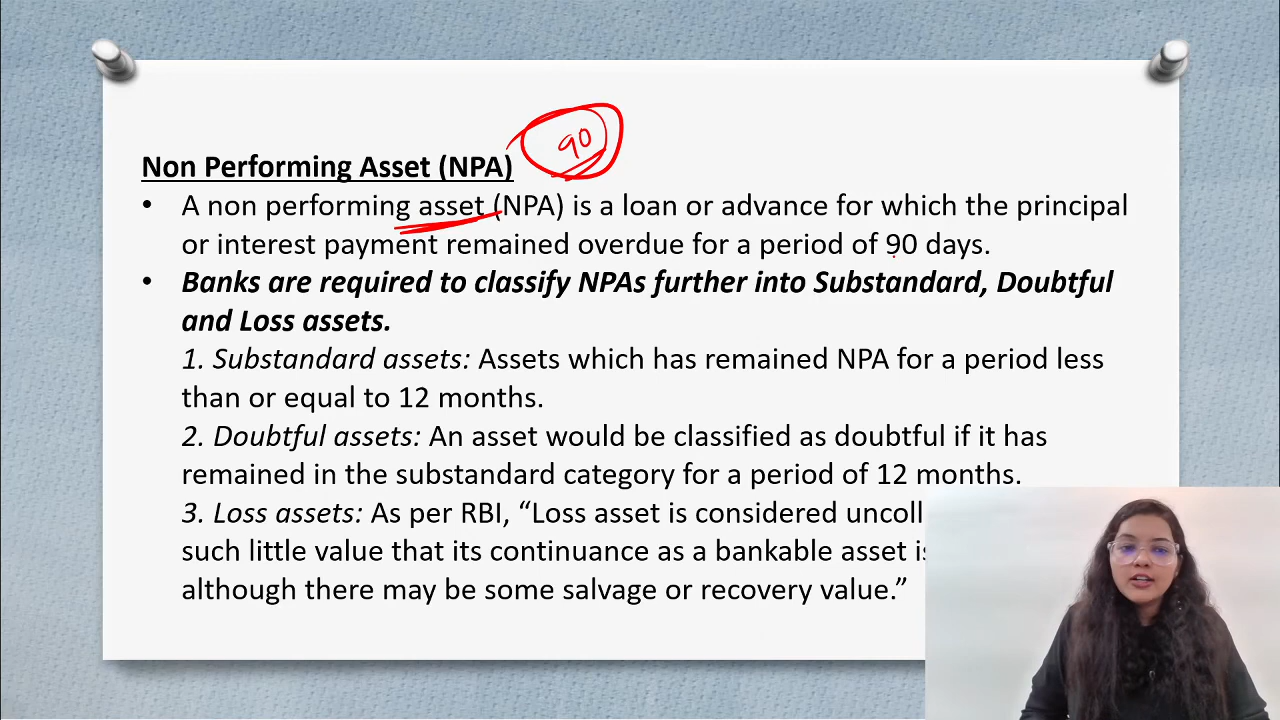 90
Non Performing Asset (NPA)
• A non performing asset (NPA) is a loan or advance for which the principal
or interest payment remained overdue for a period of 90 days.
• Banks are required to classify NPAs further into Substandard, Doubtful
and Loss assets.
1. Substandard assets: Assets which has remained NPA for a period less
than or equal to 12 months.
2. Doubtful assets: An asset would be classified as doubtful if it has
remained in the substandard category for a period of 12 months.
3. Loss assets: As per RBI, “Loss asset is considered
such little value that its continuance as a bankable asset
although there may be some salvage or recovery value.”